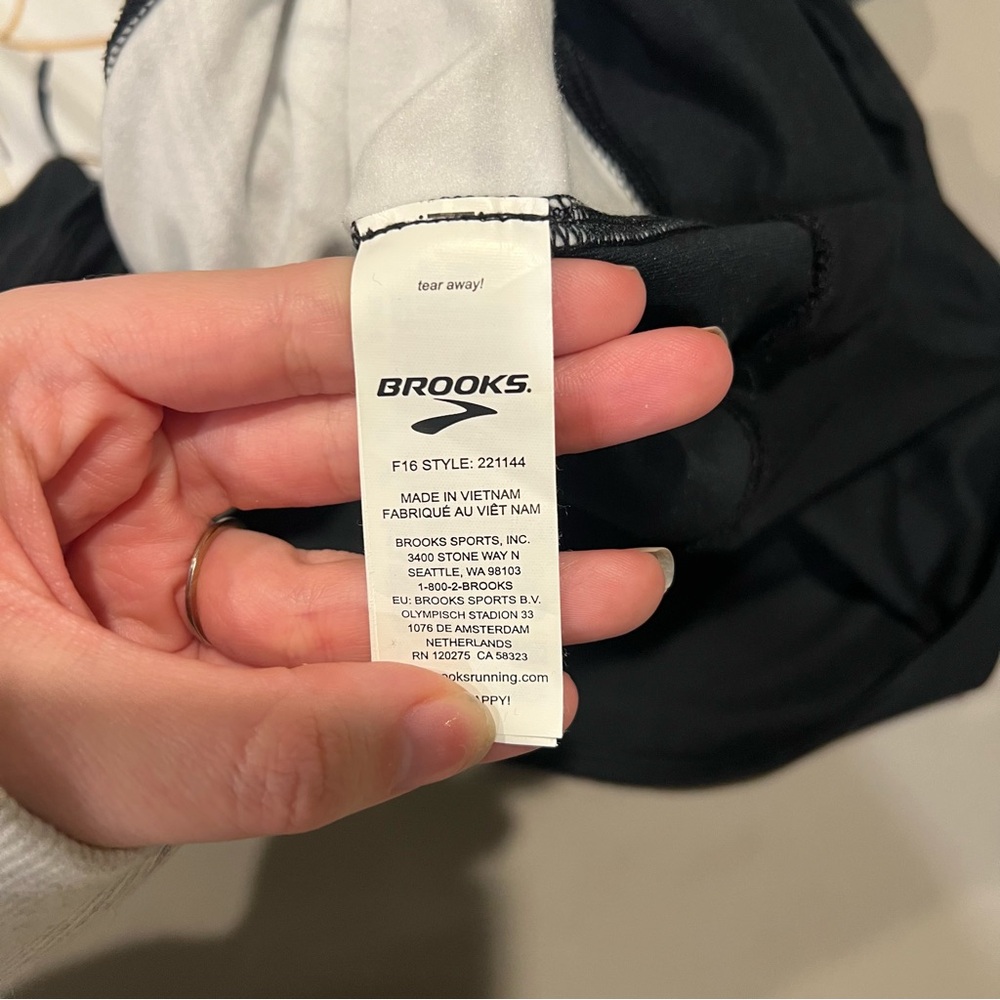 tear away!
BROOKS.
F16 STYLE: 221144
MADE IN VIETNAM
FABRIQUÉ AU VIÊT NAM
BROOKS SPORTS, INC.
3400 STONE WAY N
SEATTLE, WA 98103
1-800-2-BROOKS
EU: BROOKS SPORTS B.V.
OLYMPISCH STADION 33
1076 DE AMSTERDAM
NETHERLANDS
RN 120275 CA 58323